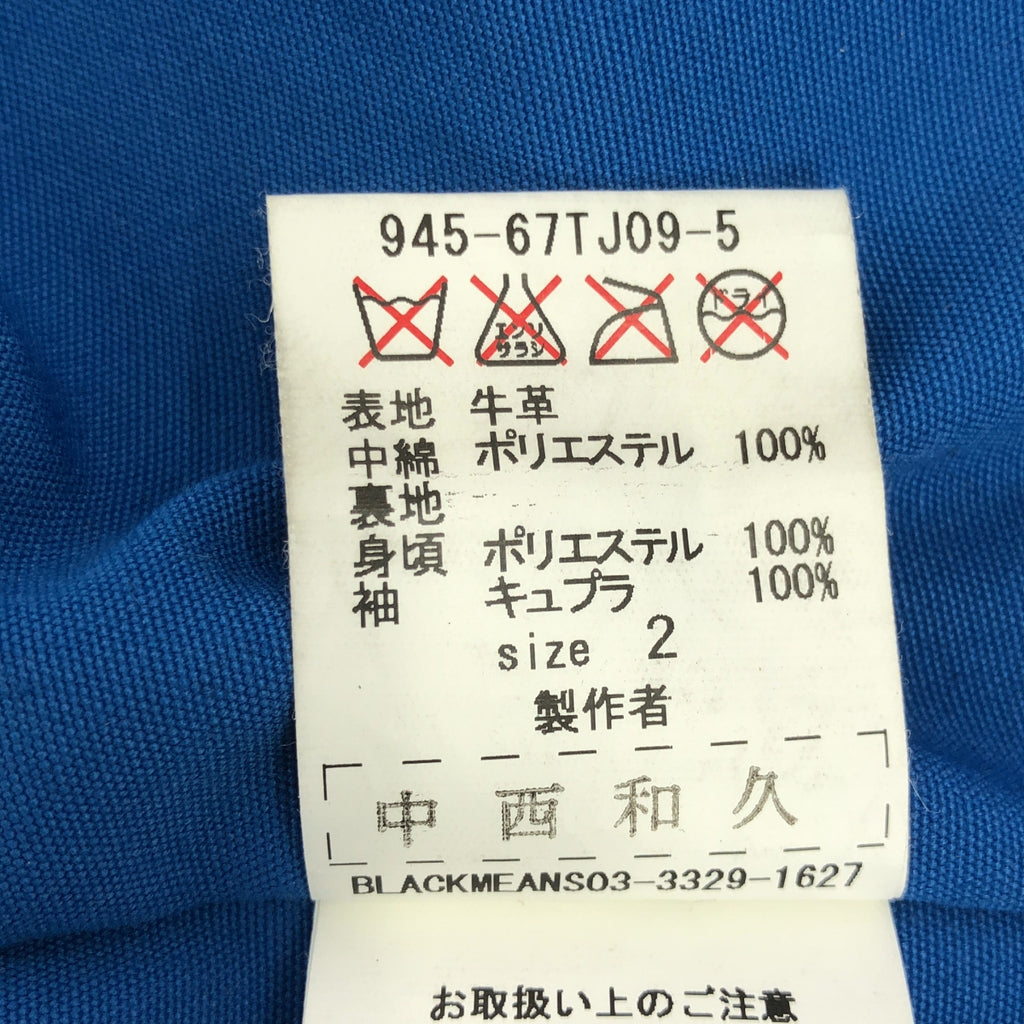 945-67TJ09-5
エンソ ドライ
サラシ
表地 牛革
中綿 ポリエステル 100%
裏地
身頃 ポリエステル 100%
袖 キュプラ 100%
size 2
製作者
中西和久
BLACKMEANS03-3329-1627
お取扱い上のご注意